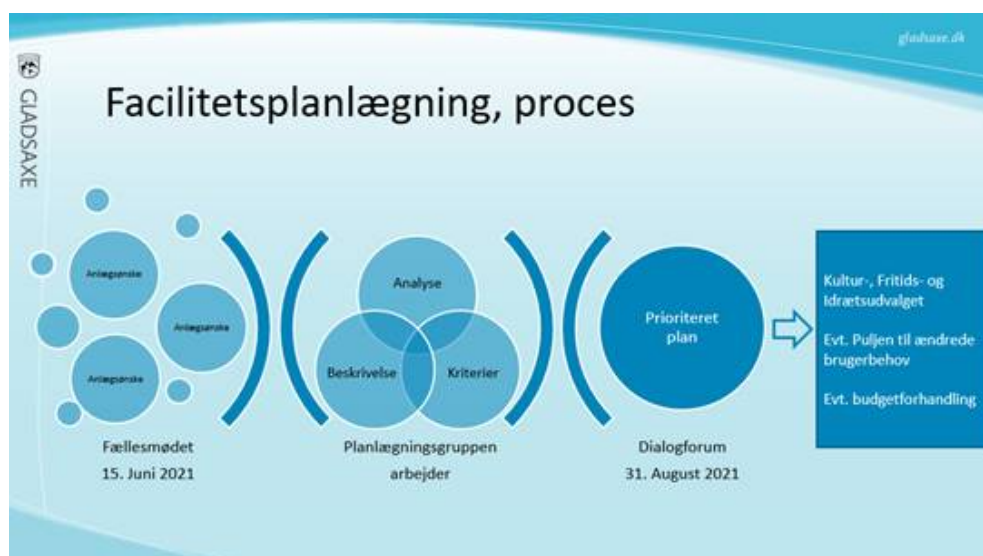 gladsaxe.dk
GLADSAXE
Facilitetsplanlægning, proces
Anlægsønske
Anlægsønske
Anlægsønske
Fællesmødet
15. Juni 2021
Analyse
Beskrivelse
Kriterier
Planlægningsgruppen
arbejder
Prioriteret
plan
Dialogforum
31. August 2021
Kultur-, Fritids- og
Idrætsudvalget
Evt. Puljen til ændrede
brugerbehov
Evt. budgetforhandling